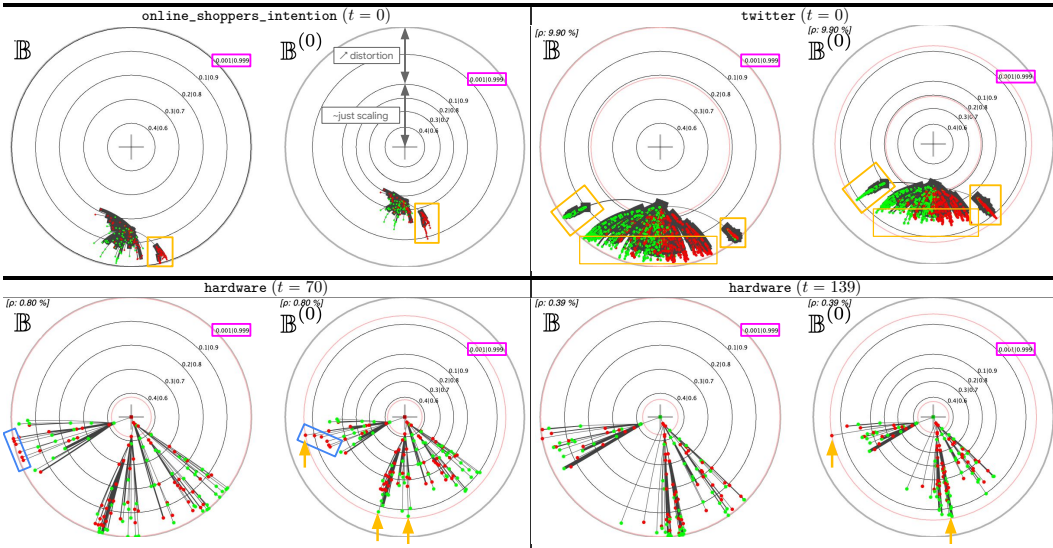 online_shoppers_intention (t = 0)
𝔹
0.001|0.999
0.1|0.9
0.2|0.8
0.3|0.7
0.4|0.6
𝔹(0)
↗ distortion
~just scaling
0.001|0.999
0.1|0.9
0.2|0.8
0.3|0.7
0.4|0.6
twitter (t = 0)
[ρ: 9.90 %]
𝔹
0.001|0.999
0.1|0.9
0.2|0.8
0.3|0.7
0.4|0.6
[ρ: 9.90 %]
𝔹(0)
0.001|0.999
0.1|0.9
0.2|0.8
0.3|0.7
0.4|0.6
hardware (t = 70)
[ρ: 0.80 %]
𝔹
0.001|0.999
0.1|0.9
0.2|0.8
0.3|0.7
0.4|0.6
[ρ: 0.80 %]
𝔹(0)
0.001|0.999
0.1|0.9
0.2|0.8
0.3|0.7
0.4|0.6
hardware (t = 139)
[ρ: 0.39 %]
𝔹
0.001|0.999
0.1|0.9
0.2|0.8
0.3|0.7
0.4|0.6
[ρ: 0.39 %]
𝔹(0)
0.001|0.999
0.1|0.9
0.2|0.8
0.3|0.7
0.4|0.6